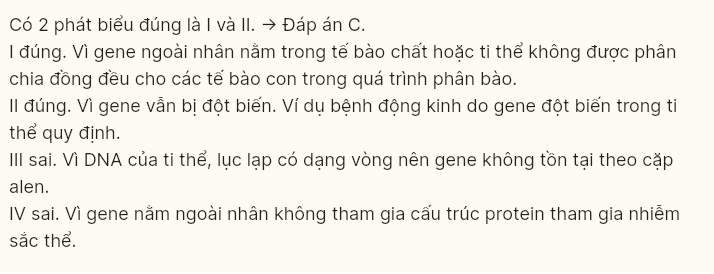 Có 2 phát biểu đúng là I và II. → Đáp án C.
I đúng. Vì gene ngoài nhân nằm trong tế bào chất hoặc ti thể không được phân
chia đồng đều cho các tế bào con trong quá trình phân bào.
II đúng. Vì gene vẫn bị đột biến. Ví dụ bệnh động kinh do gene đột biến trong ti
thể quy định.
III sai. Vì DNA của ti thể, lục lạp có dạng vòng nên gene không tồn tại theo cặp
alen.
IV sai. Vì gene nằm ngoài nhân không tham gia cấu trúc protein tham gia nhiễm
sắc thể.